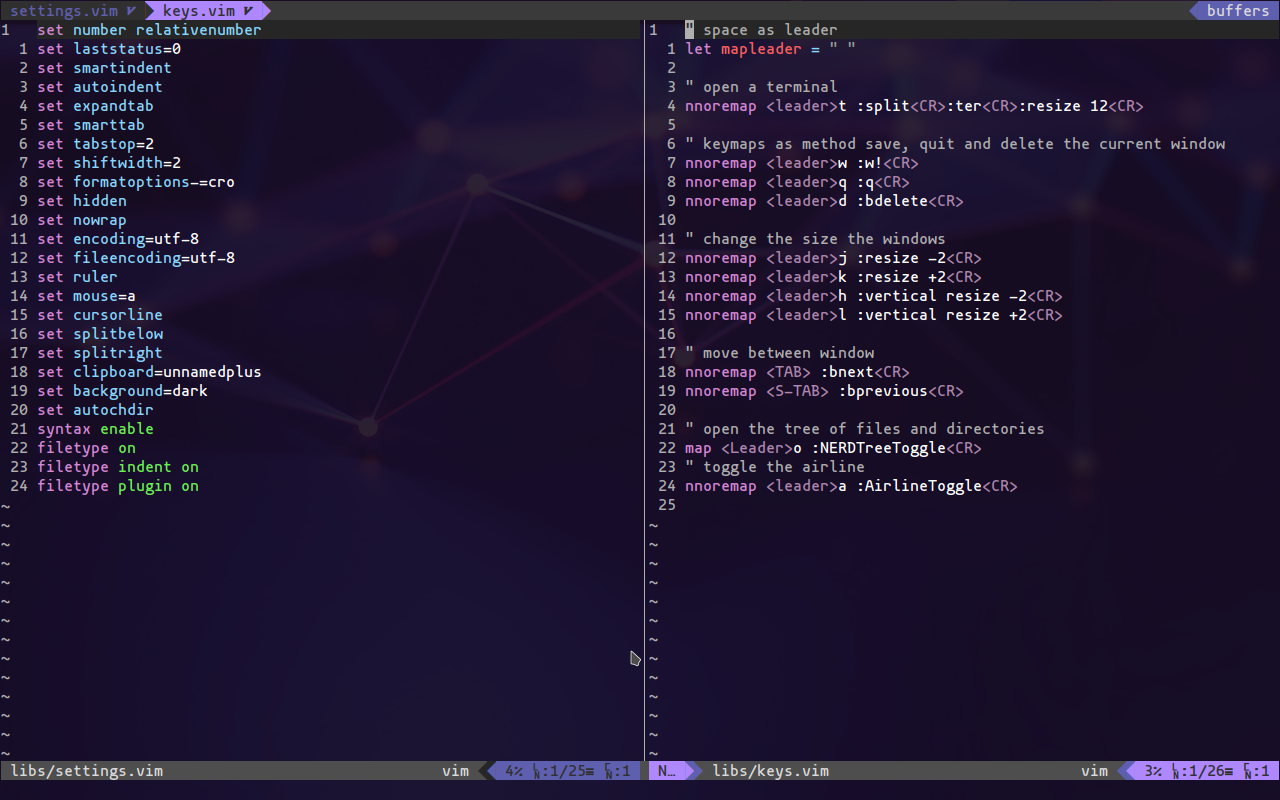 settings.vim keys.vim buffers
1 set number relativenumber
1 set laststatus=0
2 set smartindent
3 set autoindent
4 set expandtab
5 set smarttab
6 set tabstop=2
7 set shiftwidth=2
8 set formatoptions-=cro
9 set hidden
10 set nowrap
11 set encoding=utf-8
12 set fileencoding=utf-8
13 set ruler
14 set mouse=a
15 set cursorline
16 set splitbelow
17 set splitright
18 set clipboard=unnamedplus
19 set background=dark
20 set autochdir
21 syntax enable
22 filetype on
23 filetype indent on
24 filetype plugin on
~
~
~
~
~
~
~
~
~
~
~
~
~
~
libs/settings.vim vim 4% ㏑:1/25≡ ℅:1
1 " space as leader
1 let mapleader = " "
2
3 " open a terminal
4 nnoremap <leader>t :split<CR>:ter<CR>:resize 12<CR>
5
6 " keymaps as method save, quit and delete the current window
7 nnoremap <leader>w :w!<CR>
8 nnoremap <leader>q :q<CR>
9 nnoremap <leader>d :bdelete<CR>
10
11 " change the size the windows
12 nnoremap <leader>j :resize -2<CR>
13 nnoremap <leader>k :resize +2<CR>
14 nnoremap <leader>h :vertical resize -2<CR>
15 nnoremap <leader>l :vertical resize +2<CR>
16
17 " move between window
18 nnoremap <TAB> :bnext<CR>
19 nnoremap <S-TAB> :bprevious<CR>
20
21 " open the tree of files and directories
22 map <Leader>o :NERDTreeToggle<CR>
23 " toggle the airline
24 nnoremap <leader>a :AirlineToggle<CR>
25
~
~
~
~
~
~
~
~
~
~
~
~
~
N… libs/keys.vim vim 3% ㏑:1/26≡ ℅:1